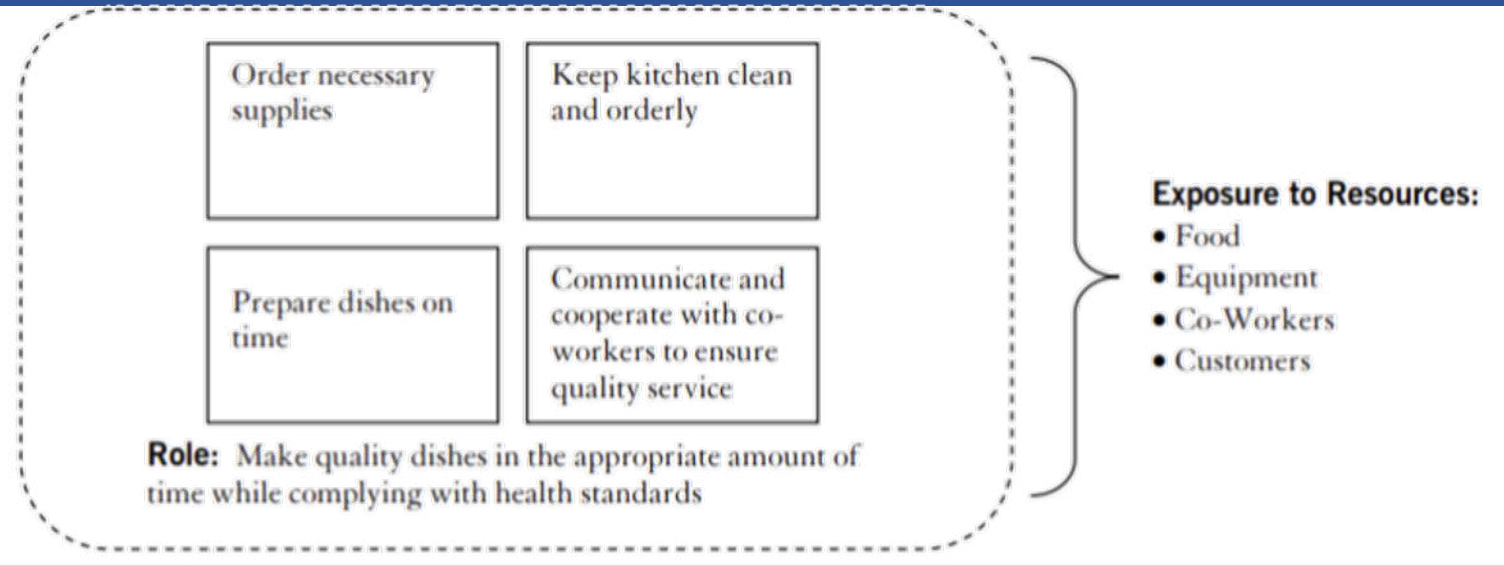 Order necessary
supplies
Keep kitchen clean
and orderly
Prepare dishes on
time
Communicate and
cooperate with co-
workers to ensure
quality service
Role: Make quality dishes in the appropriate amount of
time while complying with health standards
Exposure to Resources:
• Food
• Equipment
• Co-Workers
• Customers